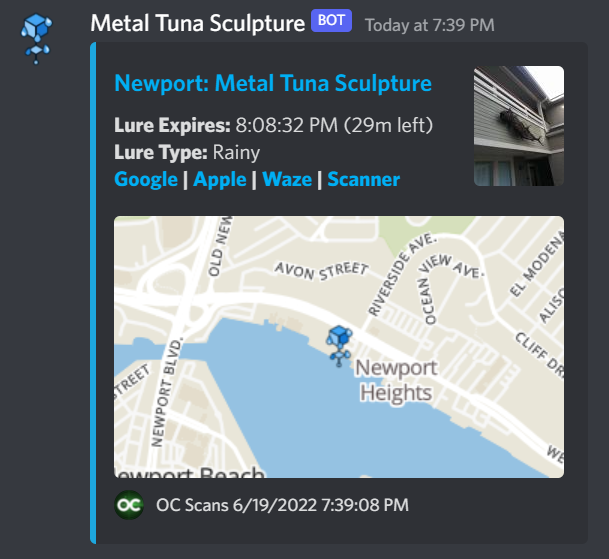 Metal Tuna Sculpture BOT Today at 7:39 PM
Newport: Metal Tuna Sculpture
Lure Expires: 8:08:32 PM (29m left)
Lure Type: Rainy
Google | Apple | Waze | Scanner
OLD NEW
AVON STREET
RIVERSIDE AVE.
OCEAN VIEW AVE.
EL MODENA
ALISO
CLIFF DR
STREET
NEWPORT BLVD.
Newport
Heights
WE
ewport Beach
OC OC Scans 6/19/2022 7:39:08 PM